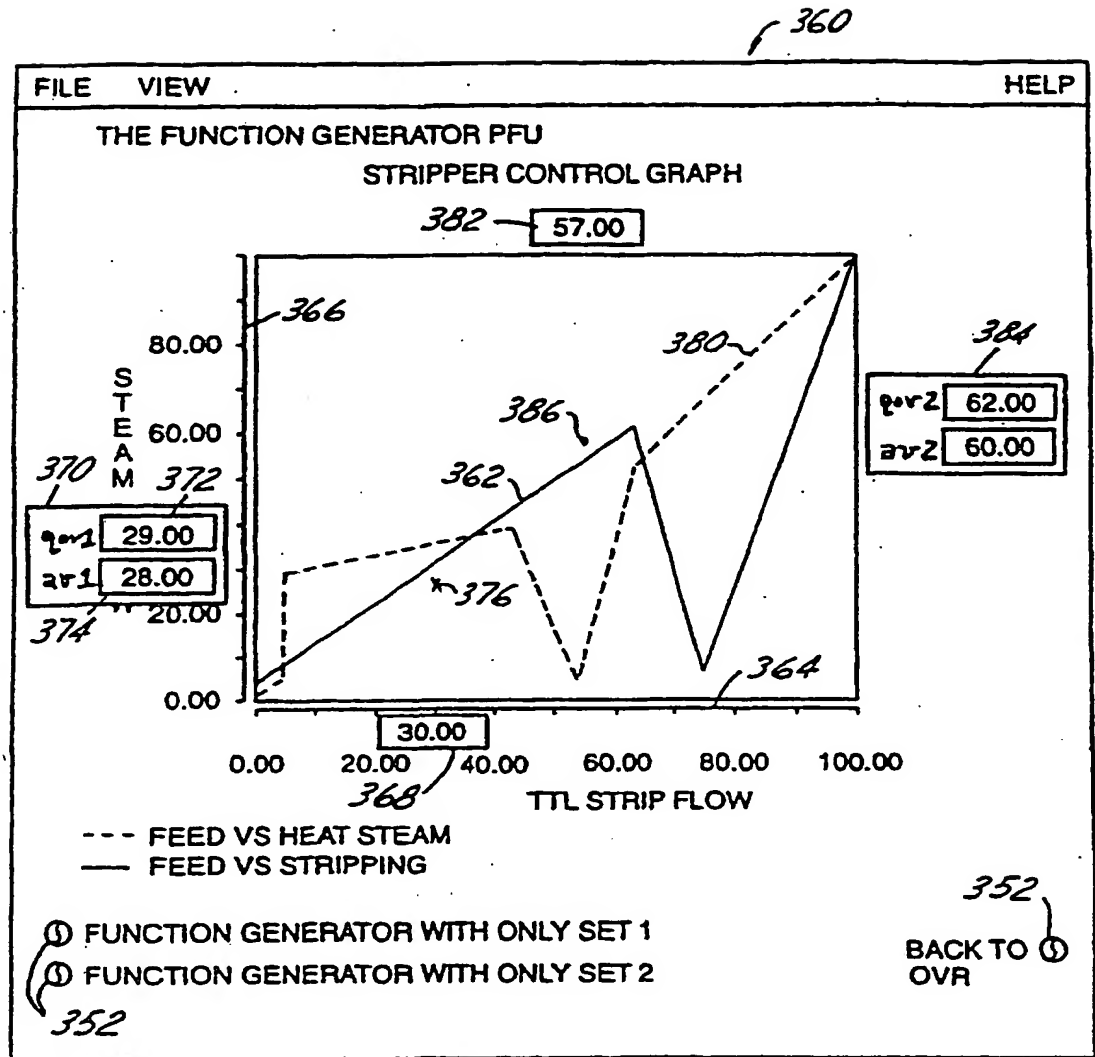 360
FILE VIEW HELP
THE FUNCTION GENERATOR PFU
STRIPPER CONTROL GRAPH
382 57.00
366
80.00
380
384
STEAM
qov2 62.00
av2 60.00
60.00
386
362
370 372
qov1 29.00
av1 28.00
376
374
20.00
364
0.00
30.00
0.00 20.00 40.00 60.00 80.00 100.00
368
TTL STRIP FLOW
--- FEED VS HEAT STEAM
— FEED VS STRIPPING
352
FUNCTION GENERATOR WITH ONLY SET 1
FUNCTION GENERATOR WITH ONLY SET 2
BACK TO
OVR
352